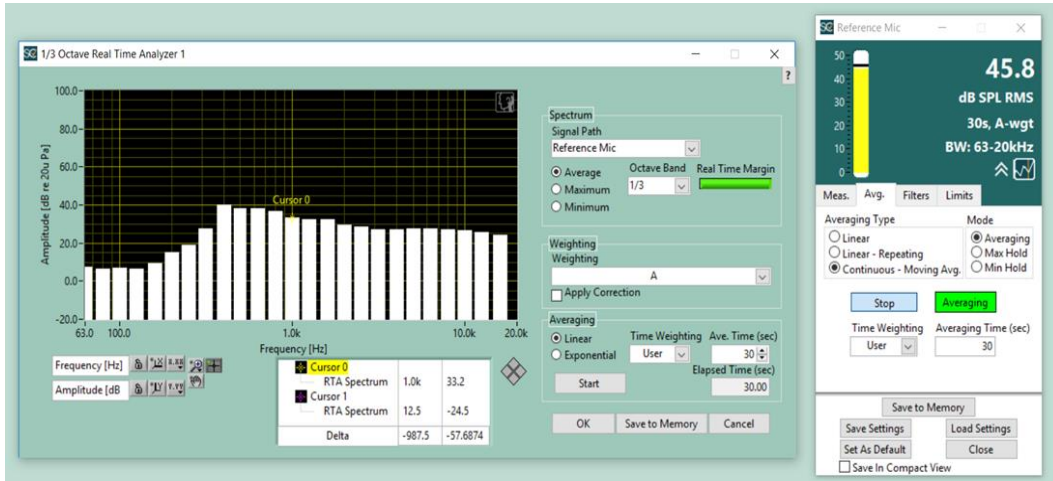 SC 1/3 Octave Real Time Analyzer 1
?
100.0
80.0
60.0
40.0
20.0
0.0
-20.0
Amplitude [dB re 20u Pa]
Cursor 0
63.0 100.0 1.0k 10.0k 20.0k
Frequency [Hz]
Frequency [Hz]
Amplitude [dB
Cursor 0
RTA Spectrum 1.0k 33.2
Cursor 1
RTA Spectrum 12.5 -24.5
Delta -987.5 -57.6874
Spectrum
Signal Path
Reference Mic
Average
Maximum
Minimum
Octave Band Real Time Margin
1/3
Weighting
Weighting
A
Apply Correction
Averaging
Linear
Exponential
Time Weighting Ave. Time (sec)
User 30
Elapsed Time (sec)
Start 30.00
OK Save to Memory Cancel
SC Reference Mic
50
40
30
20
10
0
45.8
dB SPL RMS
30s, A-wgt
BW: 63-20kHz
Meas. Avg. Filters Limits
Averaging Type Mode
Linear Averaging
Linear - Repeating Max Hold
Continuous - Moving Avg. Min Hold
Stop Averaging
Time Weighting Averaging Time (sec)
User 30
Save to Memory
Save Settings Load Settings
Set As Default Close
Save In Compact View